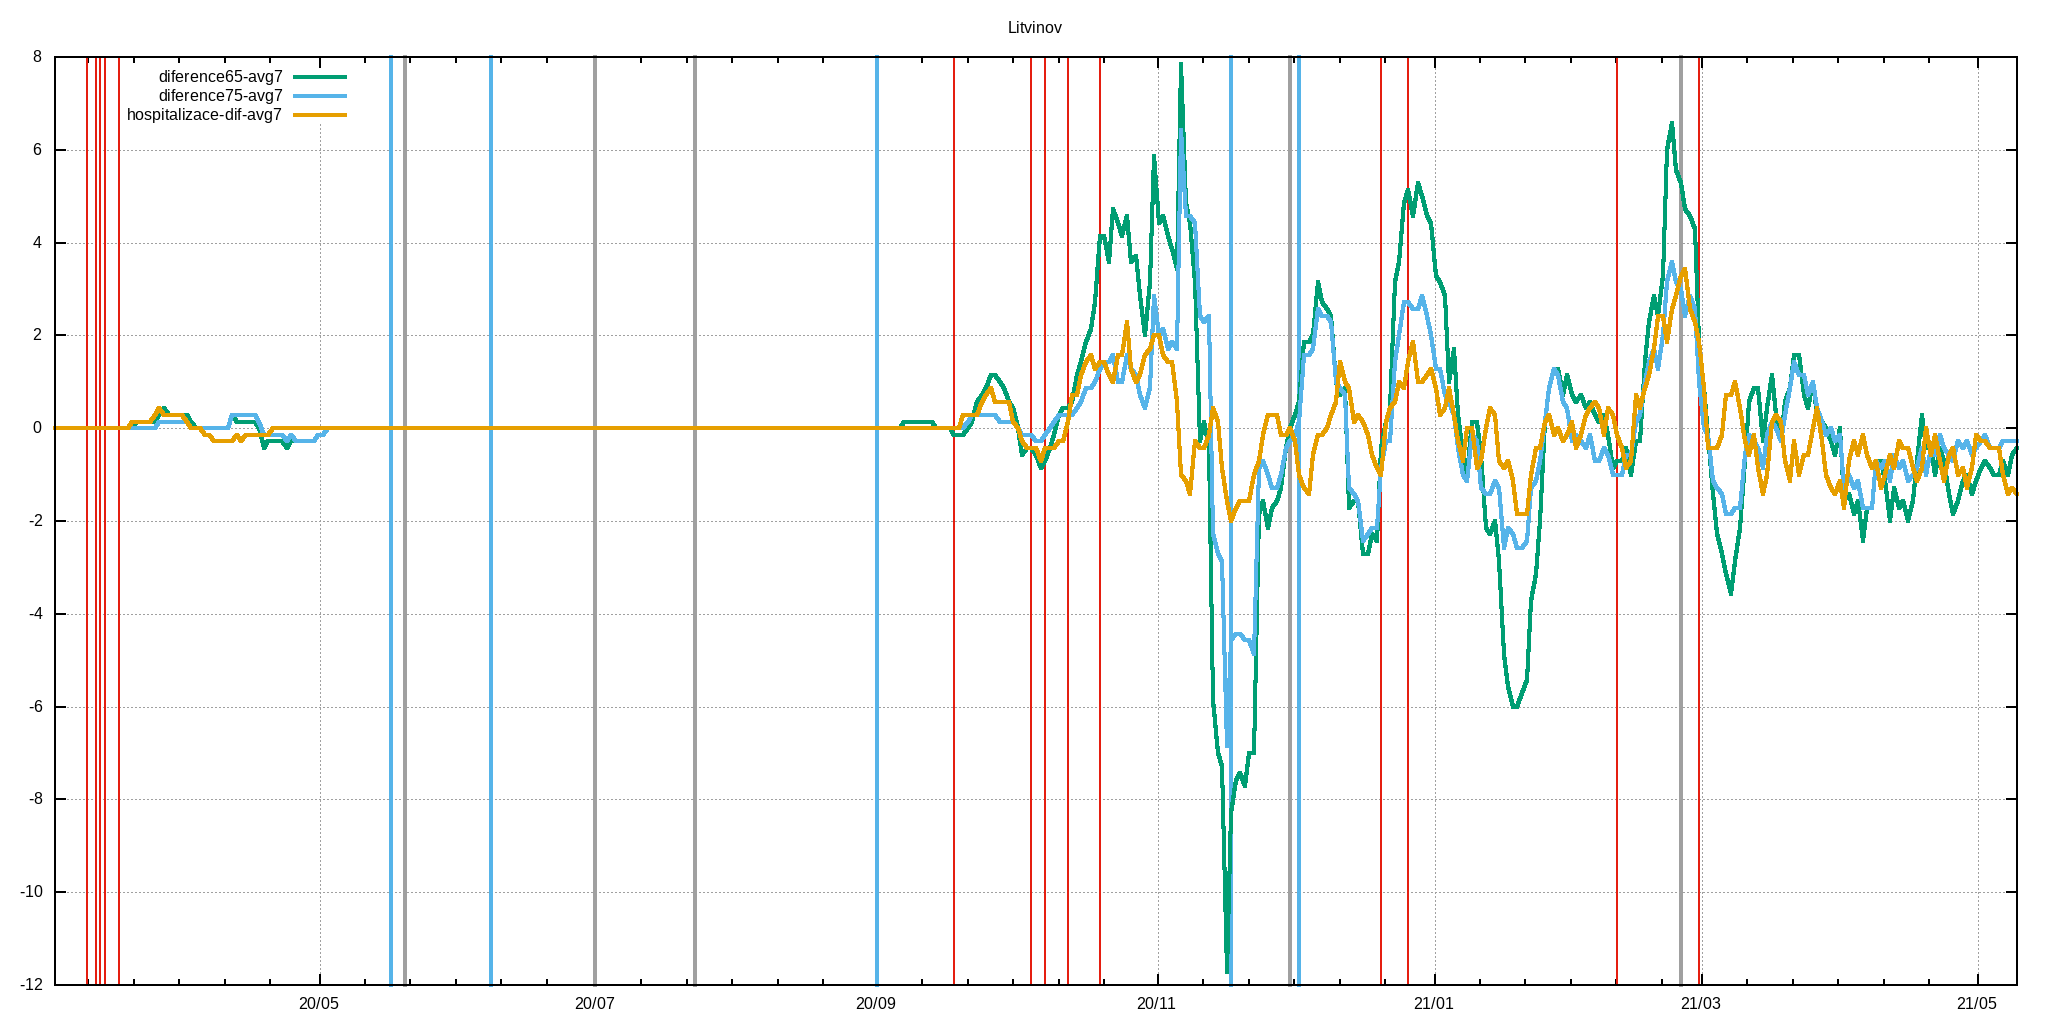 Litvinov
8
diference65-avg7
diference75-avg7
hospitalizace-dif-avg7
6
4
2
0
-2
-4
-6
-8
-10
-12
20/05 20/07 20/09 20/11 21/01 21/03 21/05